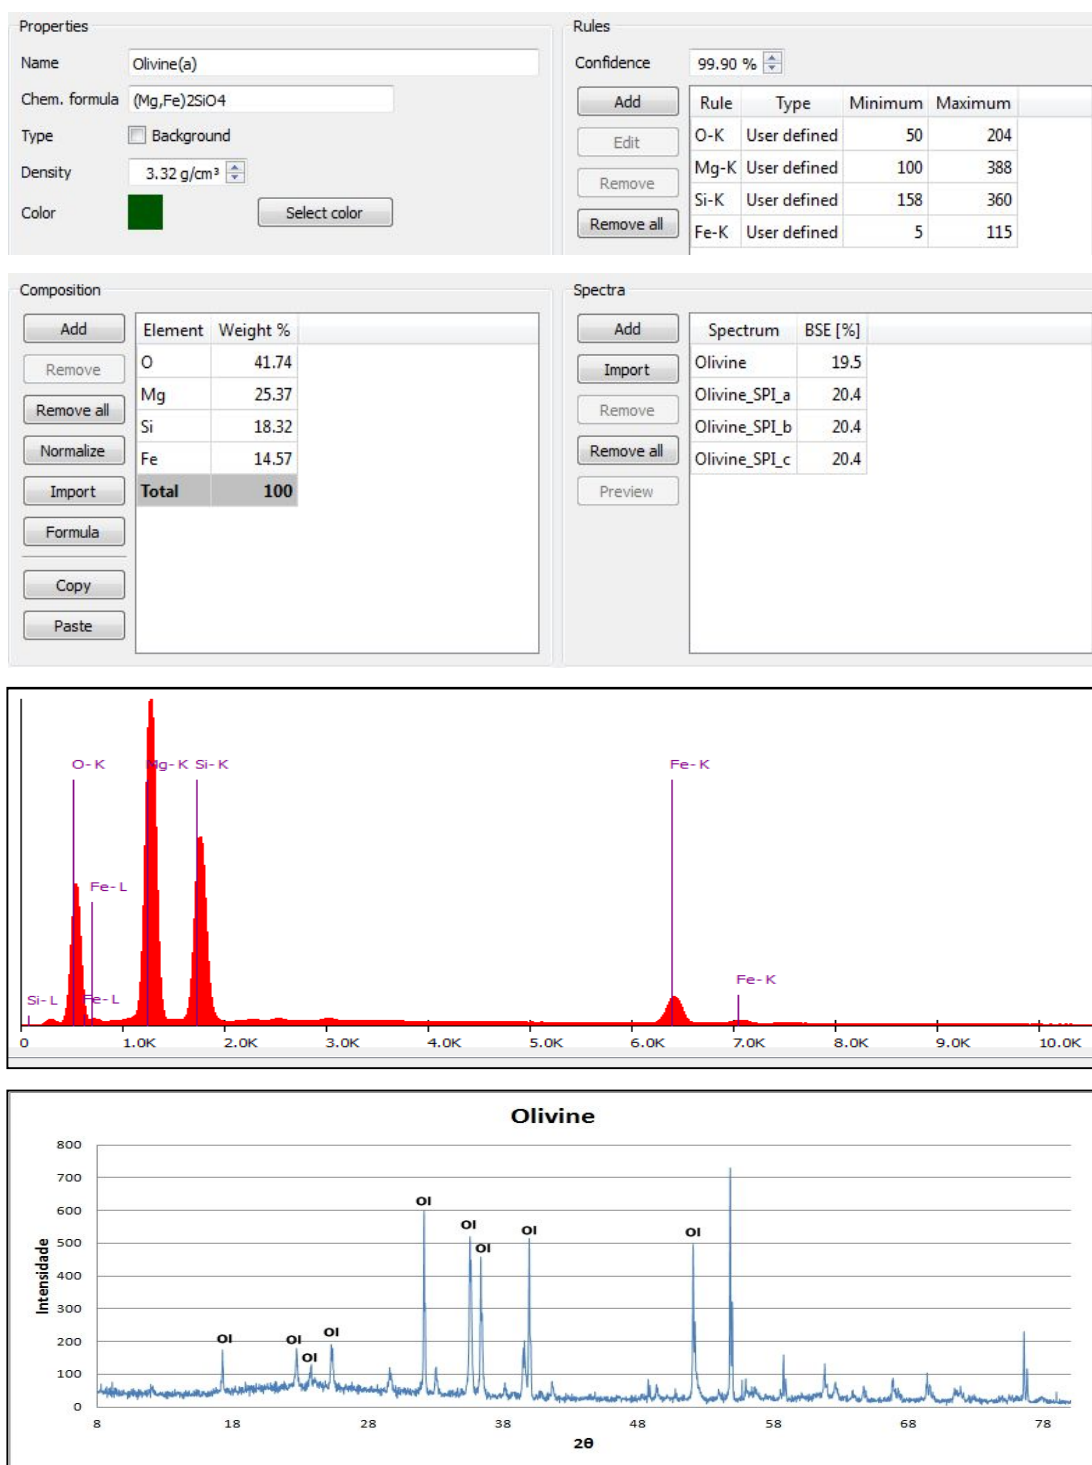 Properties
Name Olivine(a)
Chem. formula (Mg,Fe)2SiO4
Type Background
Density 3.32 g/cm³
Color Select color
Rules
Confidence 99.90 %
Add
Edit
Remove
Remove all
Rule Type Minimum Maximum
O-K User defined 50 204
Mg-K User defined 100 388
Si-K User defined 158 360
Fe-K User defined 5 115
Composition
Add
Remove
Remove all
Normalize
Import
Formula
Copy
Paste
Element Weight %
O 41.74
Mg 25.37
Si 18.32
Fe 14.57
Total 100
Spectra
Add
Import
Remove
Remove all
Preview
Spectrum BSE [%]
Olivine 19.5
Olivine_SPI_a 20.4
Olivine_SPI_b 20.4
Olivine_SPI_c 20.4
O-K Mg-K Si-K Fe-K
Fe-L
Fe-K
Si-L Fe-L
0 1.0K 2.0K 3.0K 4.0K 5.0K 6.0K 7.0K 8.0K 9.0K 10.0K
Olivine
Intensidade
800
700
600
500
400
300
200
100
0
Ol Ol Ol Ol Ol Ol Ol Ol Ol
8 18 28 38 48 58 68 78
2θ